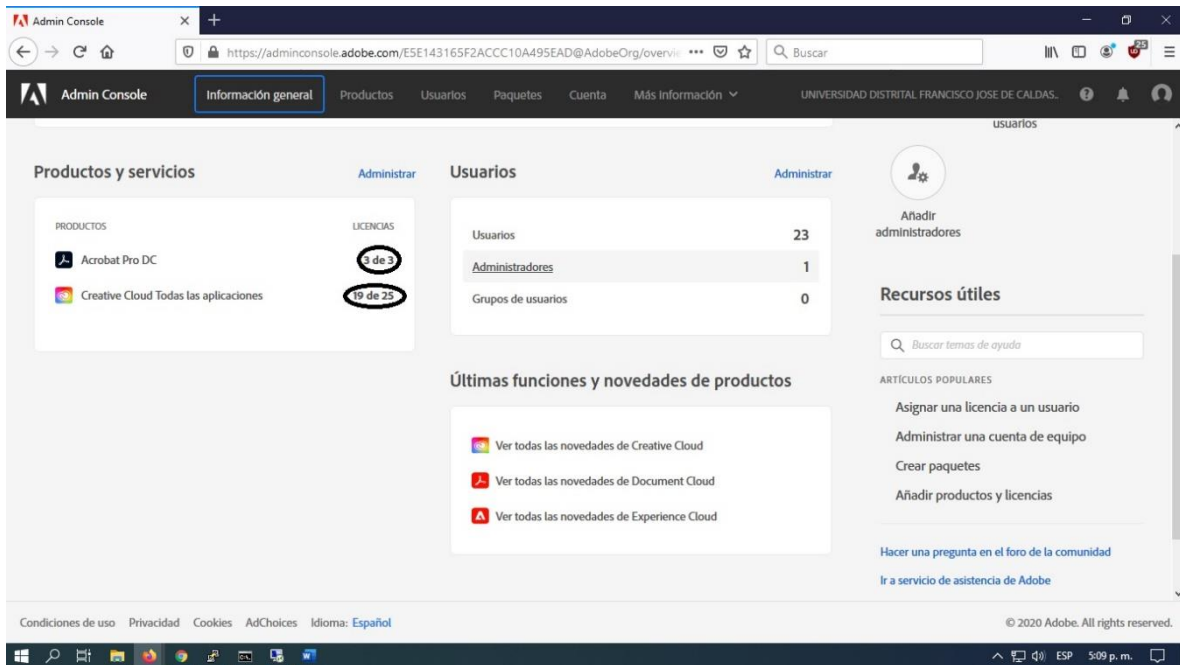 Admin Console
https://adminconsole.adobe.com/E5E143165F2ACCC10A495EAD@AdobeOrg/overvie
Buscar
25
Admin Console
Información general
Productos
Usuarios
Paquetes
Cuenta
Más información
UNIVERSIDAD DISTRITAL FRANCISCO JOSE DE CALDAS..
usuarios
Productos y servicios
Administrar
PRODUCTOS
LICENCIAS
Acrobat Pro DC
3 de 3
Creative Cloud Todas las aplicaciones
19 de 25
Usuarios
Administrar
Usuarios 23
Administradores 1
Grupos de usuarios 0
Últimas funciones y novedades de productos
Ver todas las novedades de Creative Cloud
Ver todas las novedades de Document Cloud
Ver todas las novedades de Experience Cloud
Añadir
administradores
Recursos útiles
Buscar temas de ayuda
ARTÍCULOS POPULARES
Asignar una licencia a un usuario
Administrar una cuenta de equipo
Crear paquetes
Añadir productos y licencias
Hacer una pregunta en el foro de la comunidad
Ir a servicio de asistencia de Adobe
Condiciones de uso Privacidad Cookies AdChoices Idioma: Español
© 2020 Adobe. All rights reserved.
ESP 5:09 p. m.